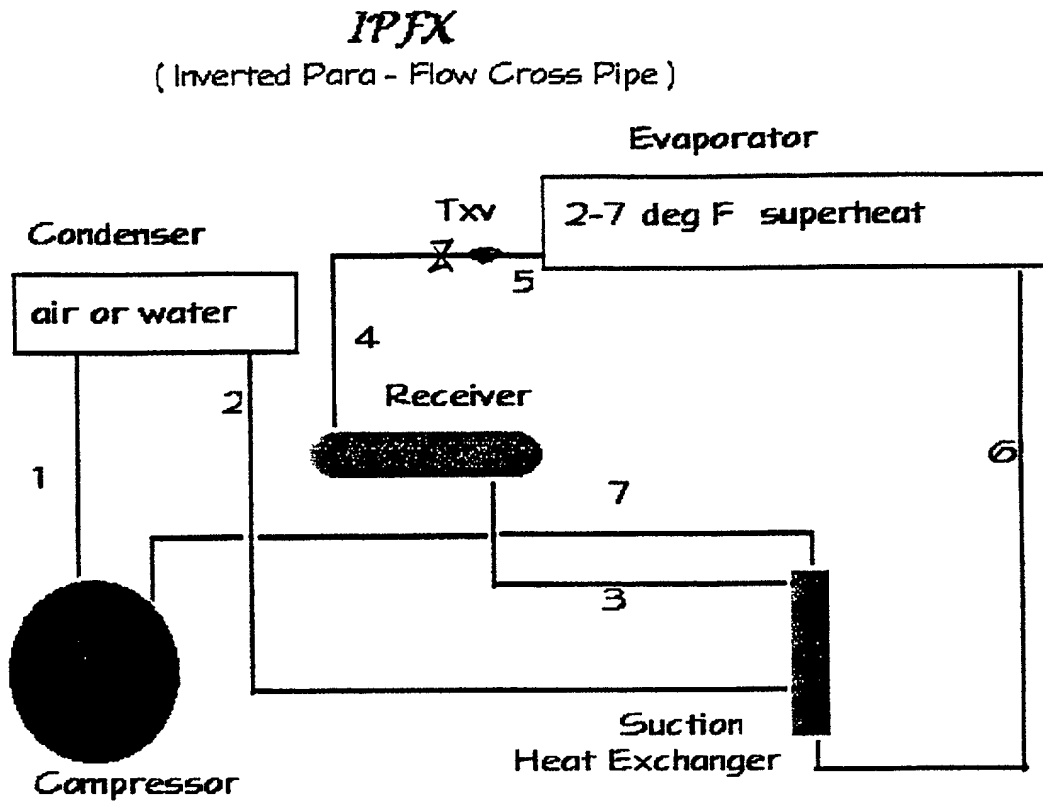 IPFX
( Inverted Para - Flow Cross Pipe )
Evaporator
Txv
2-7 deg F superheat
Condenser
5
air or water
4
2
Receiver
6
1
7
3
Suction
Heat Exchanger
Compressor